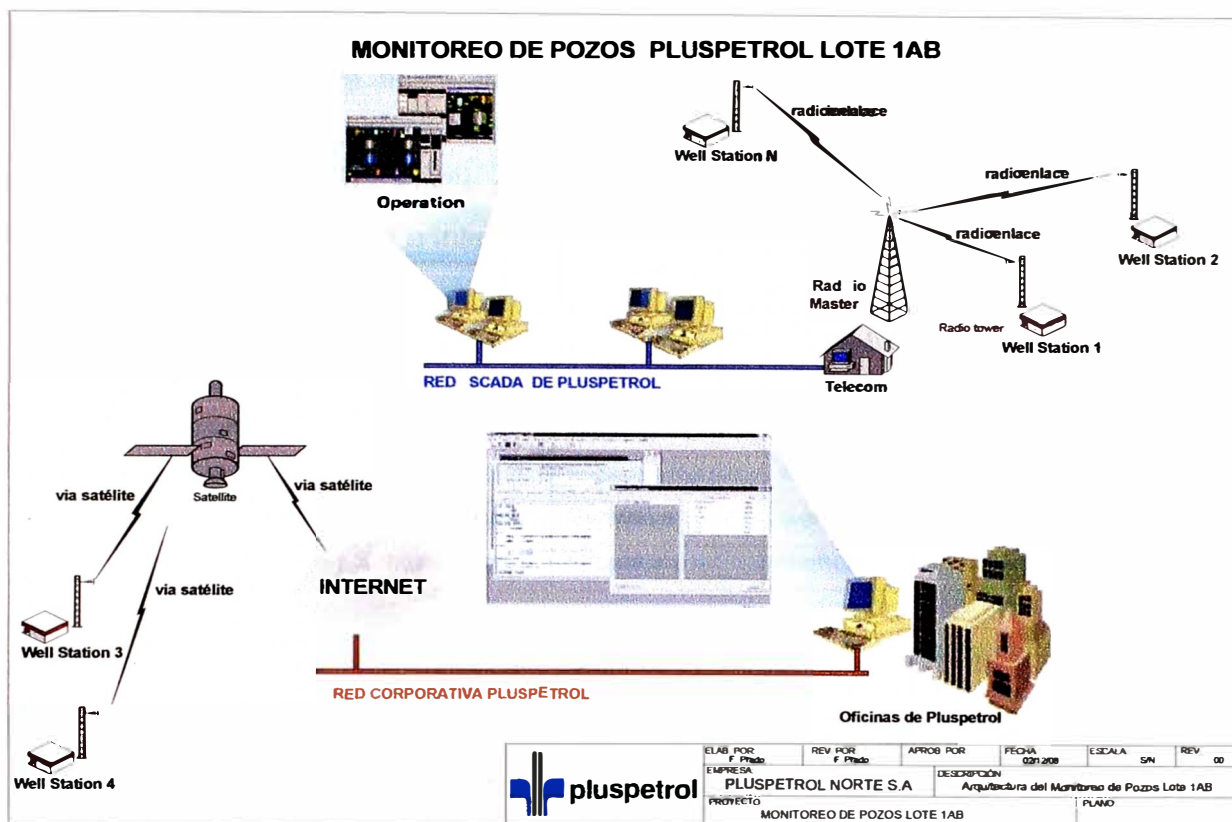 MONITOREO DE POZOS PLUSPETROL LOTE 1AB
Operation
radioenlace
Well Station N
radioenlace
Well Station 2
radioenlace
Rad io
Master
Radio tower
Well Station 1
Telecom
RED SCADA DE PLUSPETROL
via satélite
Satellite
via satélite
via satélite
INTERNET
Well Station 3
Well Station 4
RED CORPORATIVA PLUSPETROL
Oficinas de Pluspetrol
pluspetrol
ELAB POR
F Prado
REV POR
F Prado
APROB POR
FECHA
02/12/08
ESCALA
S/N
REV
00
EMPRESA:
PLUSPETROL NORTE S.A
DESCRIPCIÓN
Arquitectura del Monitoreo de Pozos Lote 1AB
PROYECTO
MONITOREO DE POZOS LOTE 1AB
PLANO